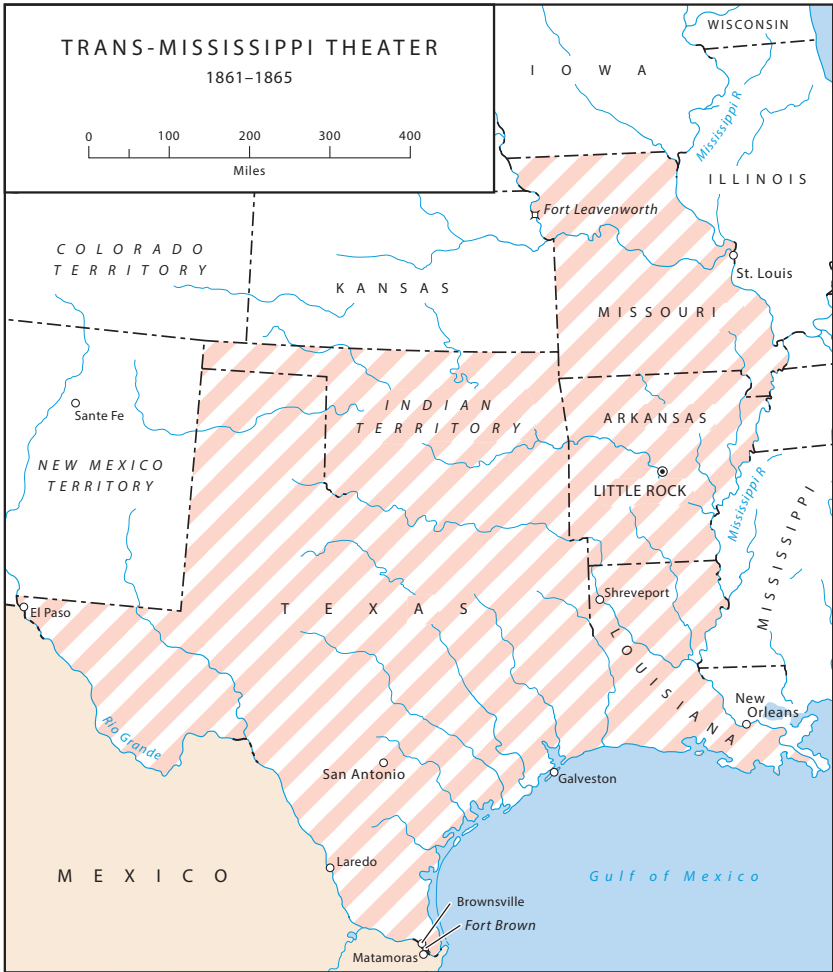 TRANS-MISSISSIPPI THEATER
1861–1865
0 100 200 300 400
Miles
WISCONSIN
IOWA
Mississippi R
ILLINOIS
Fort Leavenworth
COLORADO
TERRITORY
KANSAS
St. Louis
MISSOURI
Sante Fe
INDIAN
TERRITORY
ARKANSAS
NEW MEXICO
TERRITORY
LITTLE ROCK
Mississippi R
MISSISSIPPI
El Paso
TEXAS
Shreveport
LOUISIANA
New
Orleans
Rio Grande
San Antonio
Galveston
Laredo
MEXICO
Gulf of Mexico
Brownsville
Fort Brown
Matamoras